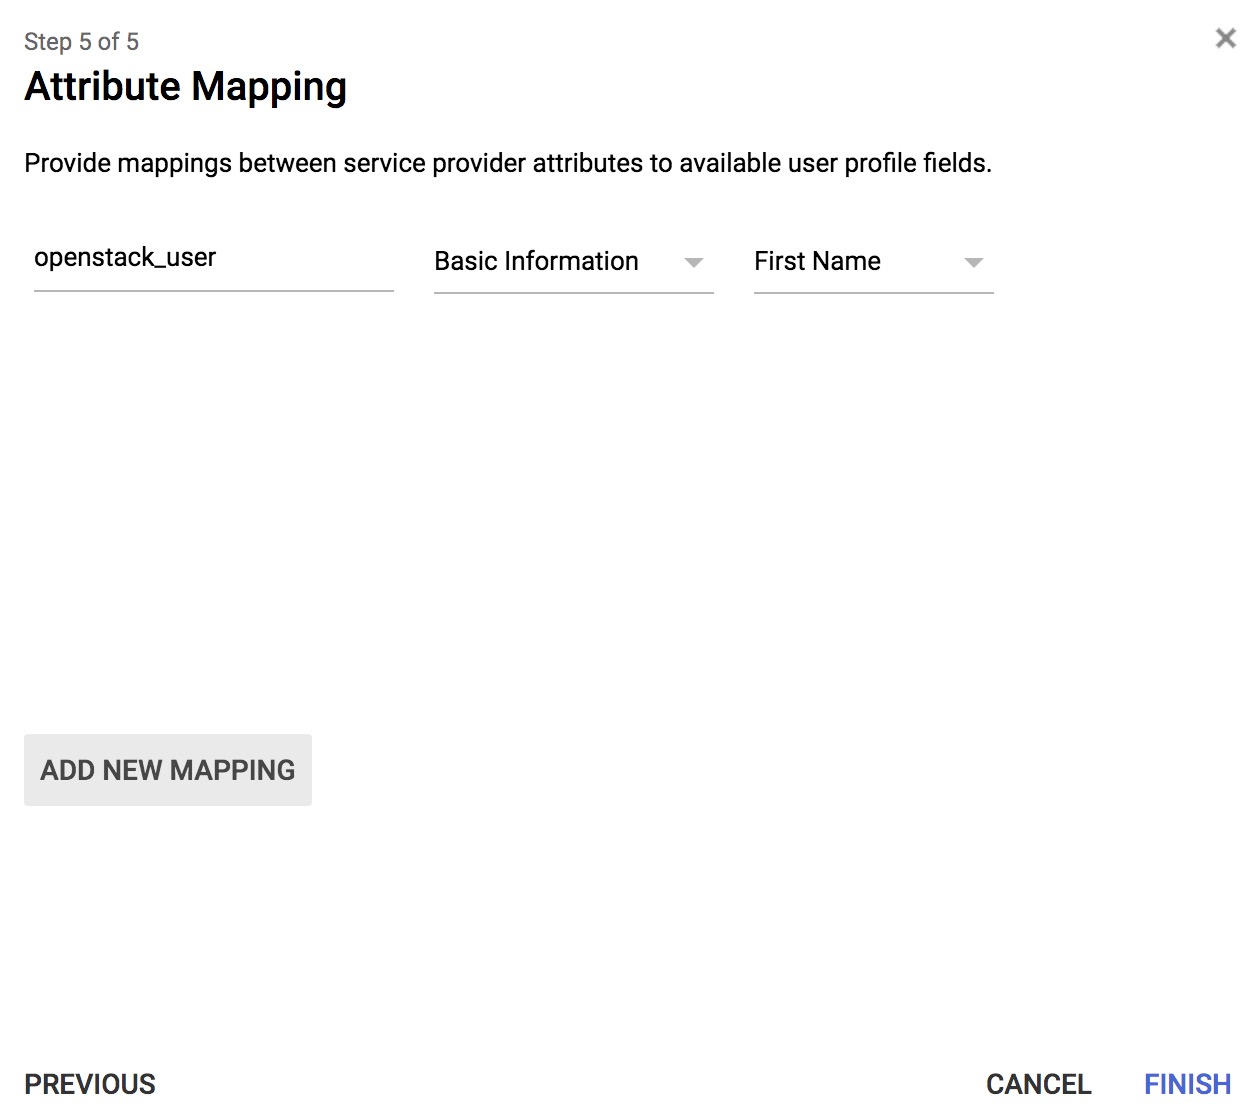 Step 5 of 5
Attribute Mapping
Provide mappings between service provider attributes to available user profile fields.
openstack_user Basic Information First Name
ADD NEW MAPPING
PREVIOUS CANCEL FINISH